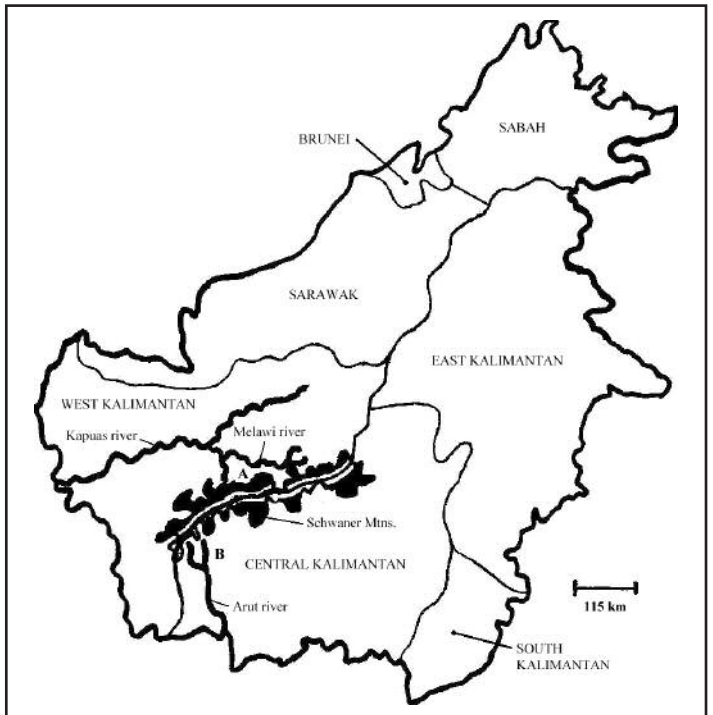 SABAH
BRUNEI
SARAWAK
EAST KALIMANTAN
WEST KALIMANTAN
Kapuas river
Melawi river
A
Schwaner Mtns.
B
CENTRAL KALIMANTAN
Arut river
115 km
SOUTH
KALIMANTAN